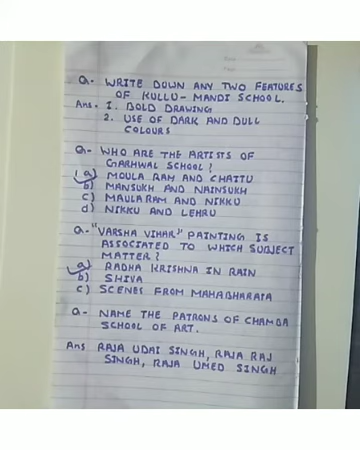 Q- WRITE DOWN ANY TWO FEATURES
OF KULLU-MANDI SCHOOL.
Ans- 1. BOLD DRAWING
2. USE OF DARK AND DULL
COLOURS
Q- WHO ARE THE ARTISTS OF
GARHWAL SCHOOL?
a) MOULA RAM AND CHAITU
b) MANSUKH AND NAINSUKH
c) MAULARAM AND NIKKU
d) NIKKU AND LEHRU
Q- "VARSHA VIHAR" PAINTING IS
ASSOCIATED TO WHICH SUBJECT
MATTER?
a) RADHA KRISHNA IN RAIN
b) SHIVA
c) SCENES FROM MAHABHARATA
Q- NAME THE PATRONS OF CHAMBA
SCHOOL OF ART.
Ans RAJA UDAI SINGH, RAJA RAJ
SINGH, RAJA UMED SINGH